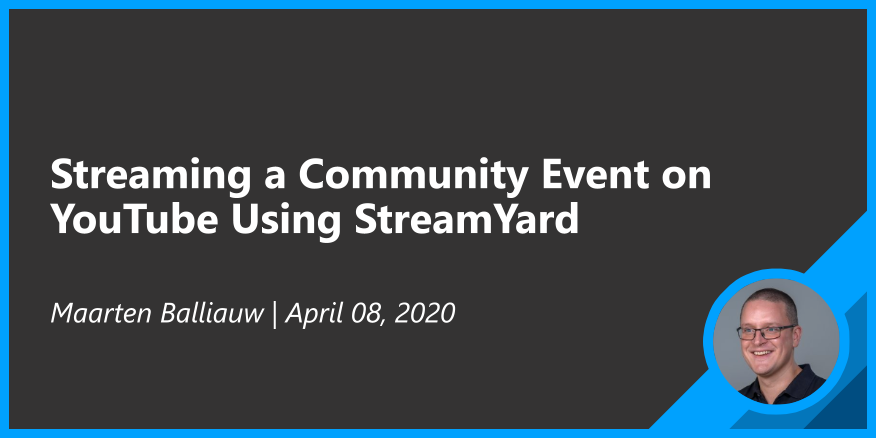 Streaming a Community Event on
YouTube Using StreamYard
Maarten Balliauw | April 08, 2020